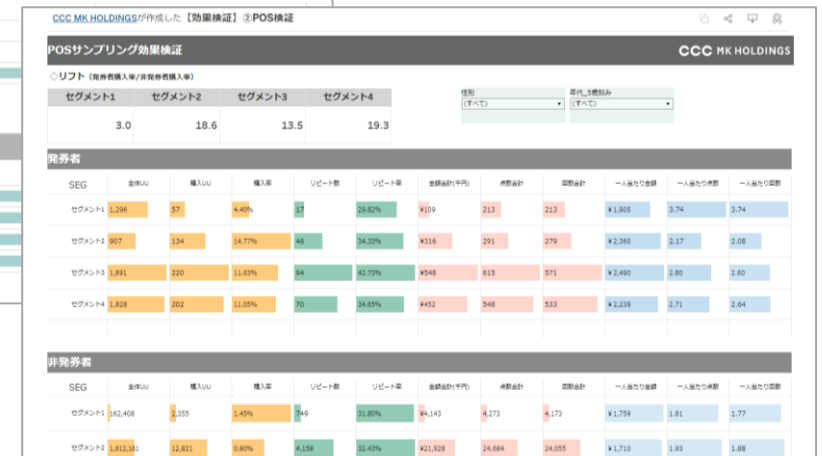 CCC MK HOLDINGSが作成した【効果検証】②POS検証
POSサンプリング効果検証
CCC MK HOLDINGS
◇リフト（発券者購入率/非発券者購入率）
セグメント1 セグメント2 セグメント3 セグメント4
3.0 18.6 13.5 19.3
性別 年代_5歳刻み
(すべて) (すべて)
発券者
SEG 全体UU 購入UU 購入率 リピート数 リピート率 金額合計(千円) 点数合計 回数合計 一人当たり金額 一人当たり点数 一人当たり回数
セグメント1 1,296 57 4.40% 17 29.82% ¥109 213 213 ¥1,905 3.74 3.74
セグメント2 907 134 14.77% 46 34.33% ¥316 291 279 ¥2,360 2.17 2.08
セグメント3 1,891 220 11.63% 94 42.73% ¥548 615 571 ¥2,490 2.80 2.60
セグメント4 1,828 202 11.05% 70 34.65% ¥452 548 533 ¥2,239 2.71 2.64
非発券者
SEG 全体UU 購入UU 購入率 リピート数 リピート率 金額合計(千円) 点数合計 回数合計 一人当たり金額 一人当たり点数 一人当たり回数
セグメント1 162,408 2,355 1.45% 749 31.80% ¥4,143 4,273 4,173 ¥1,759 1.81 1.77
セグメント2 1,612,161 12,821 0.80% 4,158 32.43% ¥21,928 24,684 24,055 ¥1,710 1.93 1.88